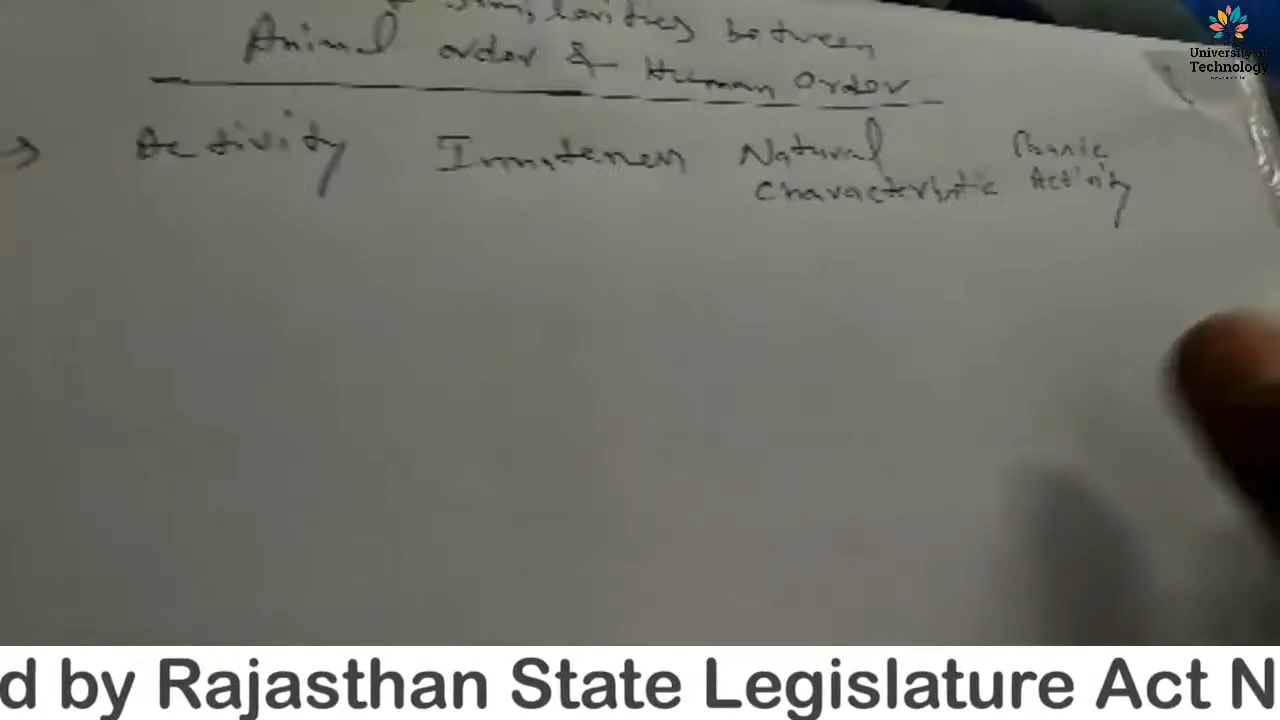 similarities between
Animal order & Human Order
→ Activity Innateness Natural Characteristic Basic Activity
University of
Technology
d by Rajasthan State Legislature Act N